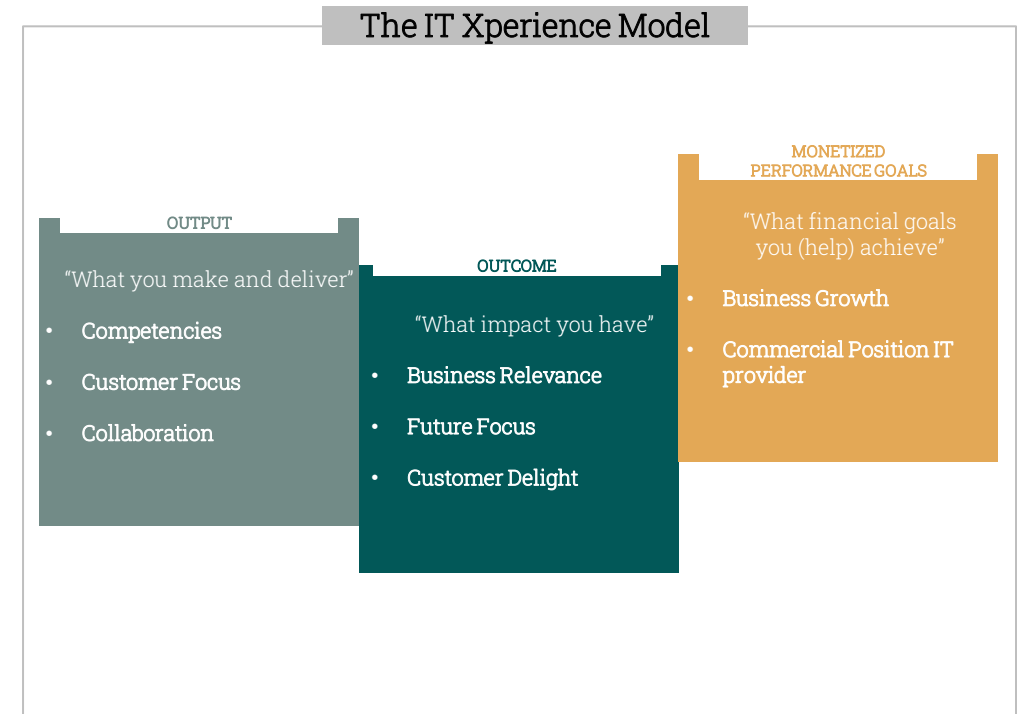 The IT Xperience Model
OUTPUT
“What you make and deliver”
• Competencies
• Customer Focus
• Collaboration
OUTCOME
“What impact you have”
• Business Relevance
• Future Focus
• Customer Delight
MONETIZED
PERFORMANCE GOALS
“What financial goals
you (help) achieve”
• Business Growth
• Commercial Position IT
provider